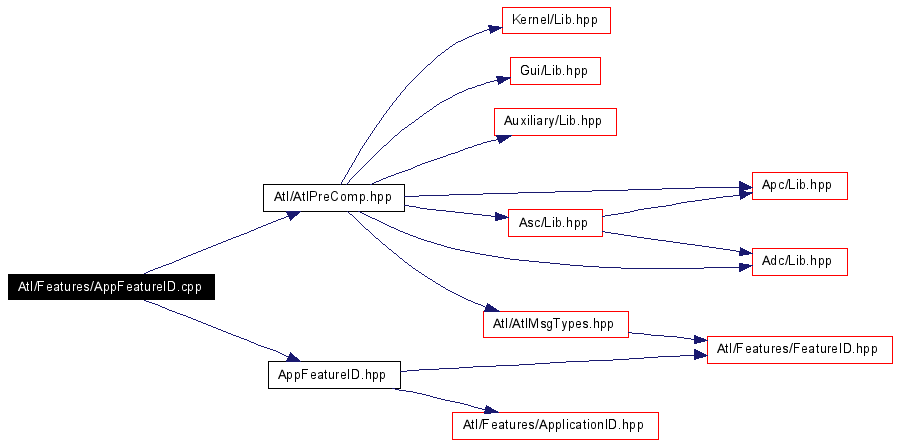 Kernel/Lib.hpp
Gui/Lib.hpp
Auxiliary/Lib.hpp
Apc/Lib.hpp
Atl/AtlPreComp.hpp
Asc/Lib.hpp
Adc/Lib.hpp
Atl/Features/AppFeatureID.cpp
Atl/AtlMsgTypes.hpp
Atl/Features/FeatureID.hpp
AppFeatureID.hpp
Atl/Features/ApplicationID.hpp